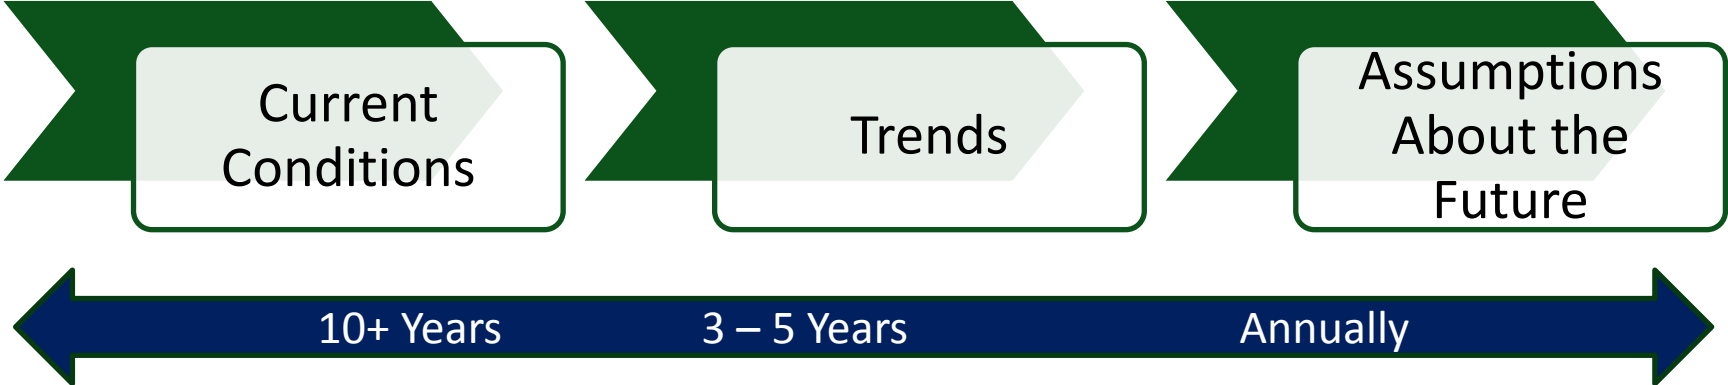 Current
Conditions
Trends
Assumptions
About the
Future
10+ Years
3 – 5 Years
Annually